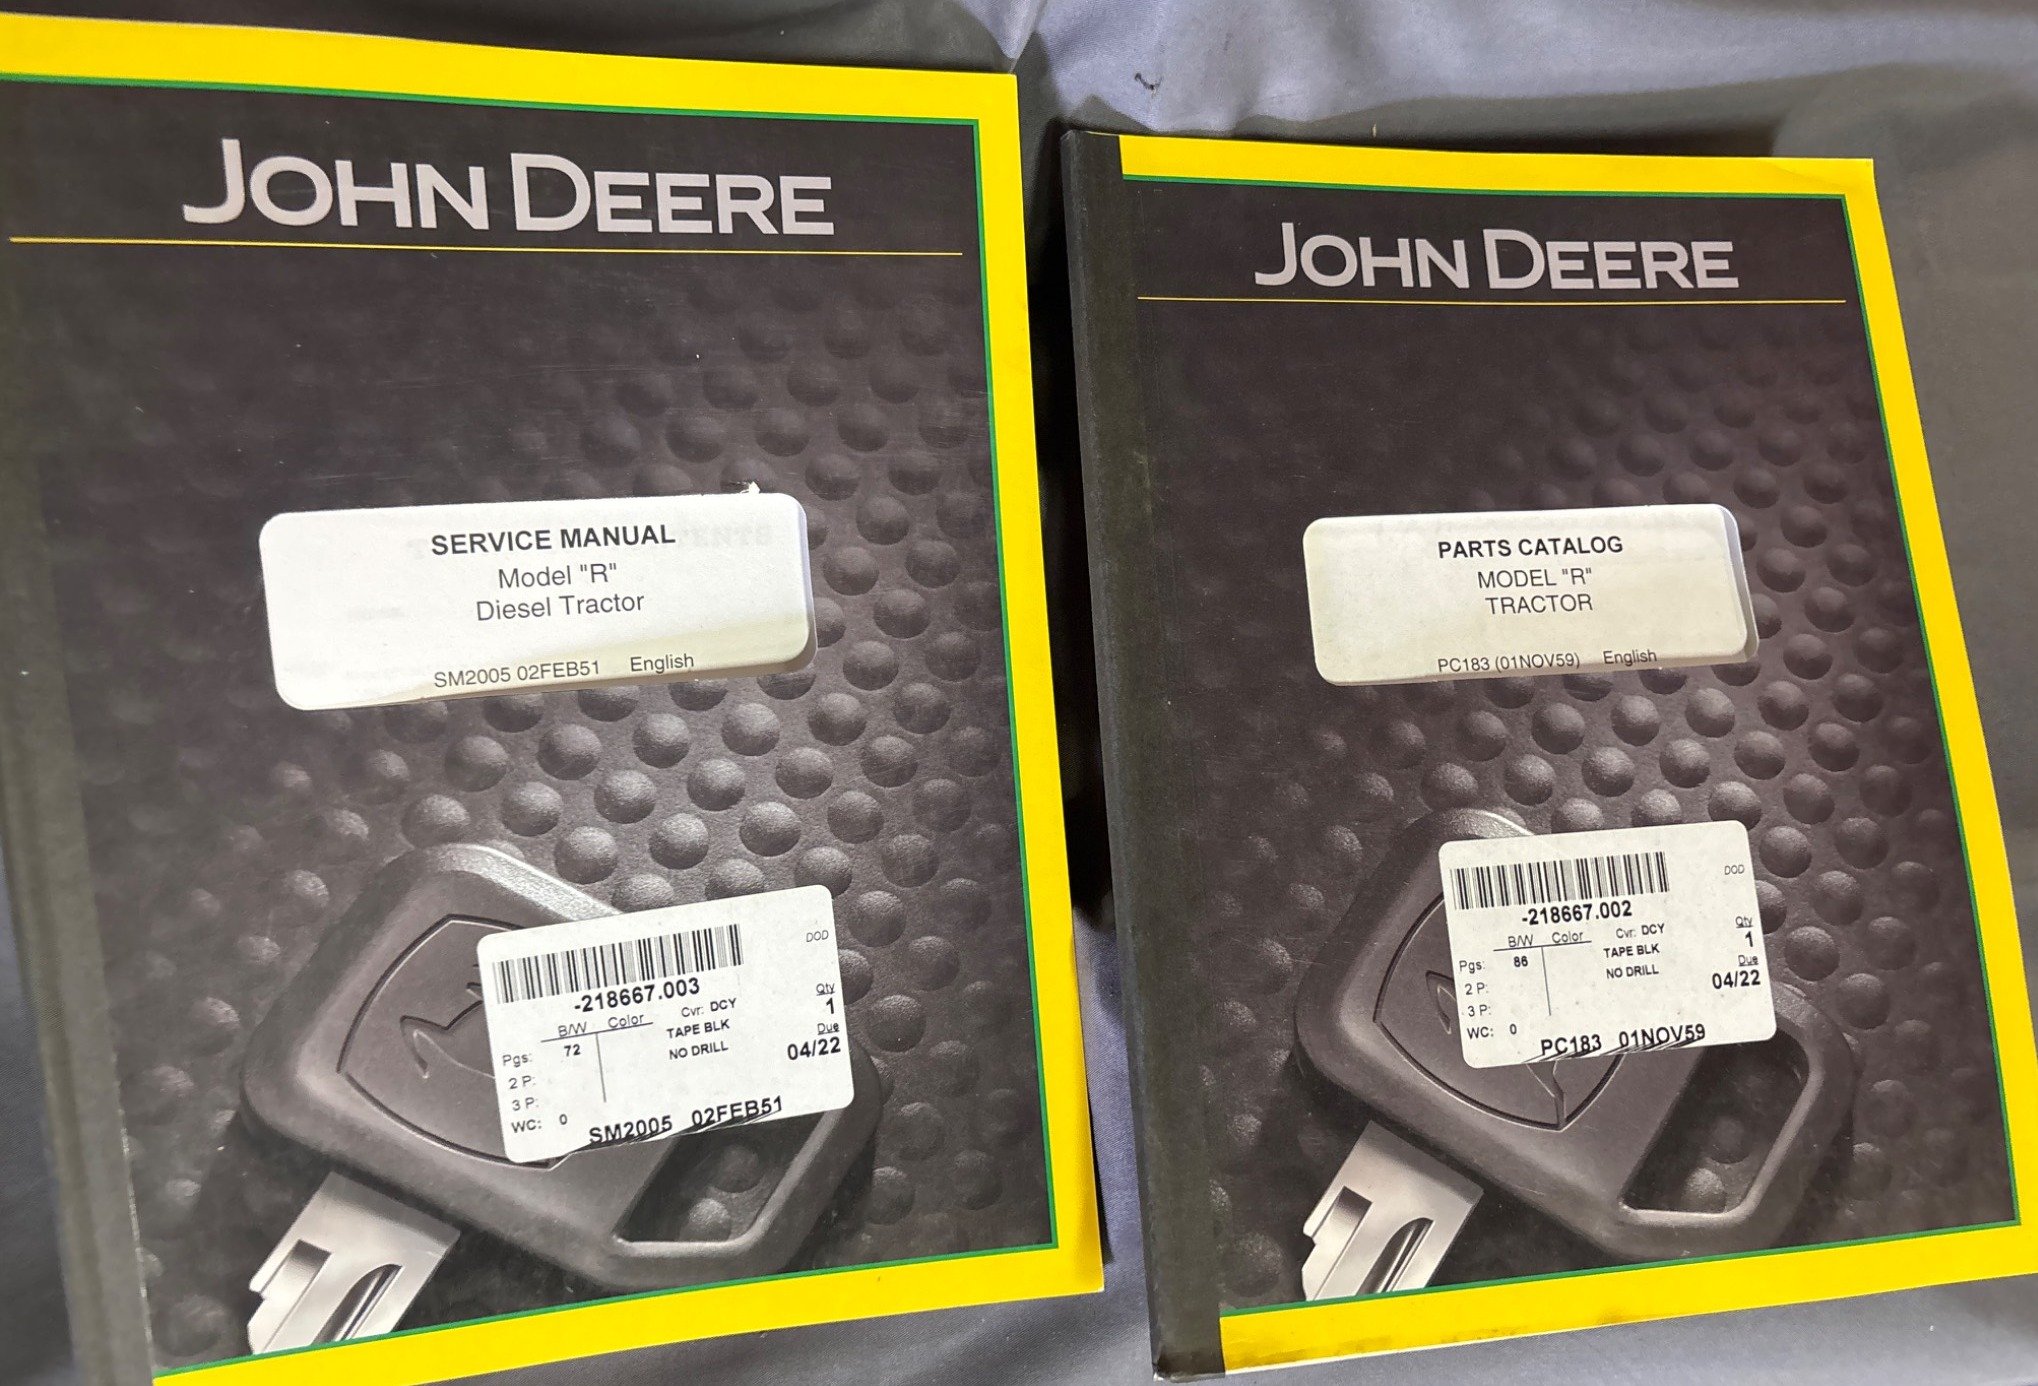 JOHN DEERE
SERVICE MANUAL
Model "R"
Diesel Tractor
SM2005 02FEB51 English
DOD
-218667.003
B/W Color Cvr: DCY Qty
Pgs: 72 TAPE BLK 1
2 P: NO DRILL Due
3 P: 04/22
WC: 0
SM2005 02FEB51
JOHN DEERE
PARTS CATALOG
MODEL "R"
TRACTOR
PC183 (01NOV59) English
DOD
-218667.002
B/W Color Cvr: DCY Qty
Pgs: 86 TAPE BLK 1
2 P: NO DRILL Due
3 P: 04/22
WC: 0
PC183 01NOV59